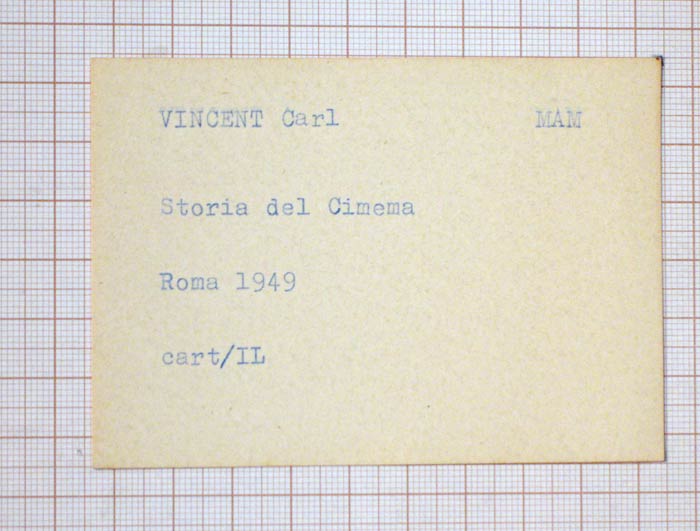 VINCENT Carl MAM
Storia del Cimema
Roma 1949
cart/IL